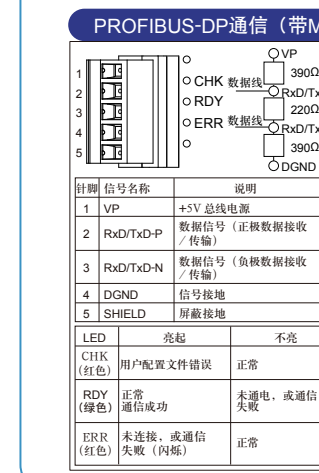 PROFIBUS-DP通信（带M
VP
1
390Ω
CHK 数据线
2
RxD/Tx
RDY
220Ω
3
ERR 数据线
RxD/Tx
4
390Ω
5
DGND
针脚 信号名称 说明
1 VP +5V 总线电源
2 RxD/TxD-P 数据信号（正极数据接收
／传输）
3 RxD/TxD-N 数据信号（负极数据接收
／传输）
4 DGND 信号接地
5 SHIELD 屏蔽接地
LED 亮起 不亮
CHK
（红色） 用户配置文件错误 正常
RDY 正常 未通电，或通信
（绿色） 通信成功 失败
ERR 未连接，或通信
（红色） 失败（闪烁） 正常